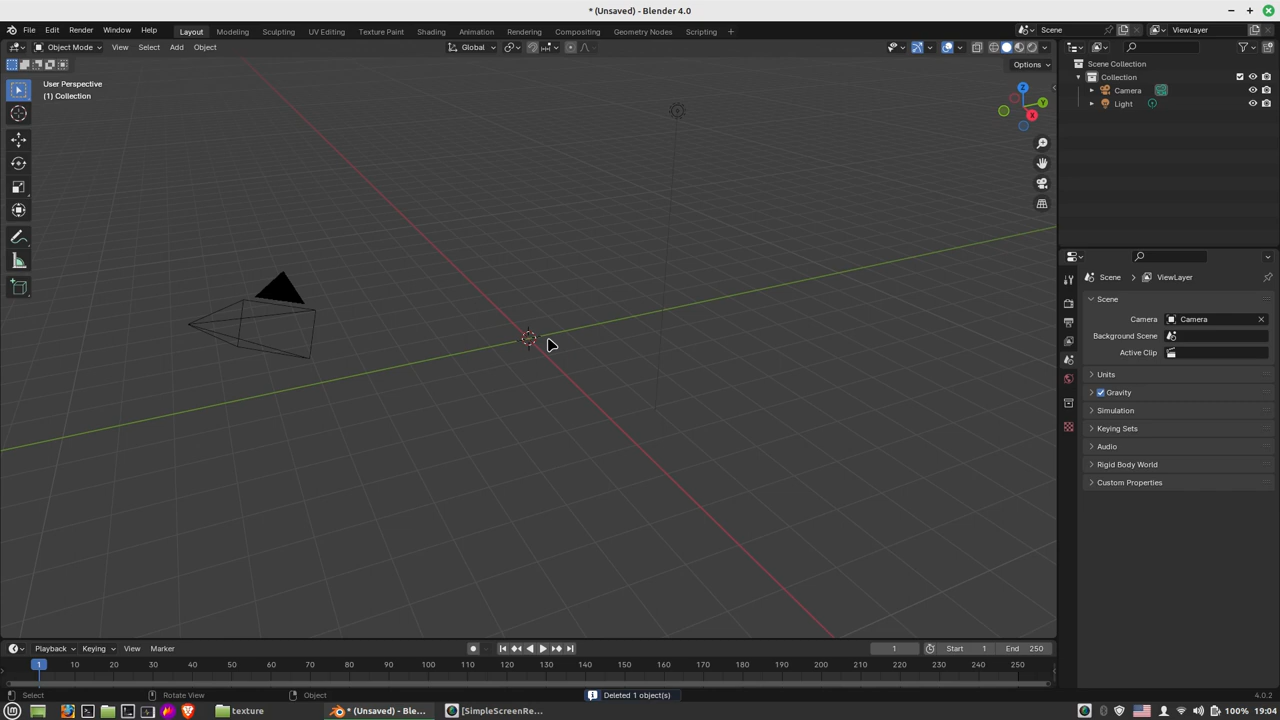 * (Unsaved) - Blender 4.0
File Edit Render Window Help Layout Modeling Sculpting UV Editing Texture Paint Shading Animation Rendering Compositing Geometry Nodes Scripting + Scene ViewLayer
Object Mode View Select Add Object Global
Options
User Perspective
(1) Collection
Z
Y
X
Scene Collection
Collection
Camera
Light
Scene > ViewLayer
Scene
Camera Camera
Background Scene
Active Clip
Units
Gravity
Simulation
Keying Sets
Audio
Rigid Body World
Custom Properties
Playback Keying View Marker 1 Start 1 End 250
1 10 20 30 40 50 60 70 80 90 100 110 120 130 140 150 160 170 180 190 200 210 220 230 240 250
Select Rotate View Object Deleted 1 object(s) 4.0.2
texture * (Unsaved) - Ble... [SimpleScreenRe... 100% 19:04